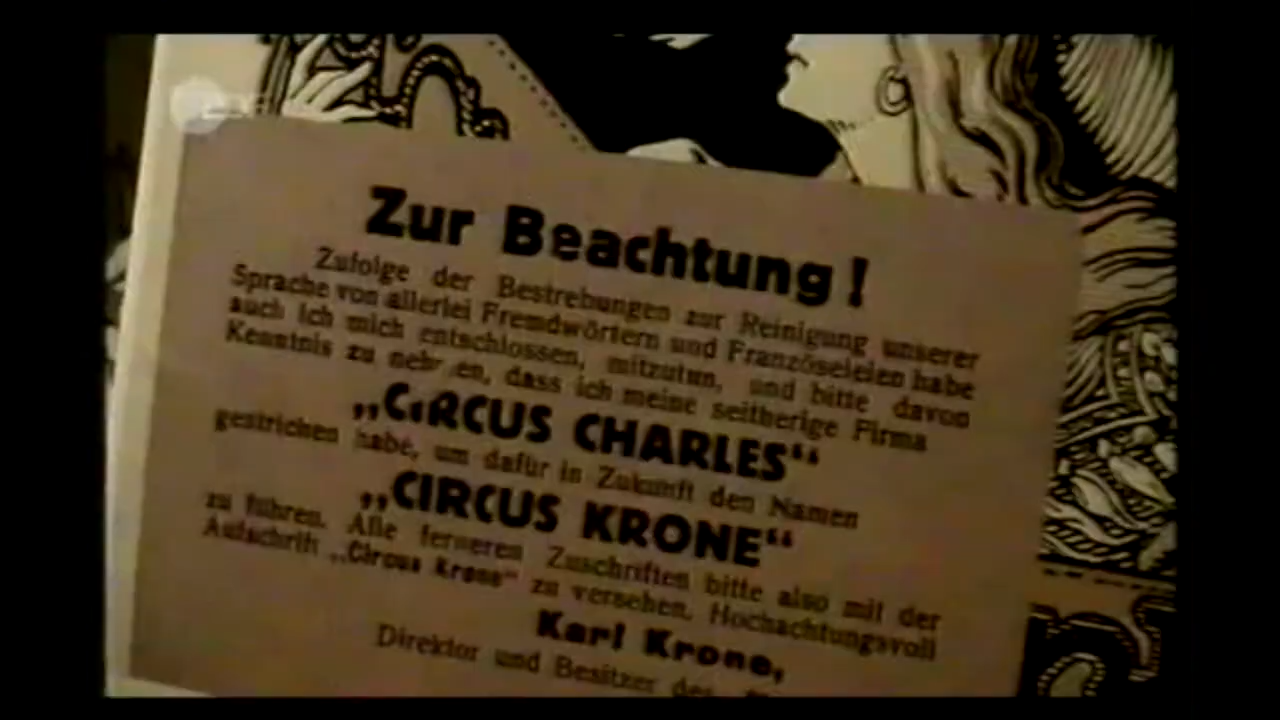 Zur Beachtung!
Zufolge der Bestrebungen zur Reinigung unserer
Sprache von allerlei Fremdwörtern und Französeleien habe
auch ich mich entschlossen, mitzutun, und bitte davon
Kenntnis zu nehmen, dass ich meine seitherige Firma
„CIRCUS CHARLES“
gestrichen habe, um dafür in Zukunft den Namen
„CIRCUS KRONE“
zu führen. Alle ferneren Zuschriften bitte also mit der
Aufschrift „Circus Krone“ zu versehen. Hochachtungsvoll
Karl Krone,
Direktor und Besitzer des